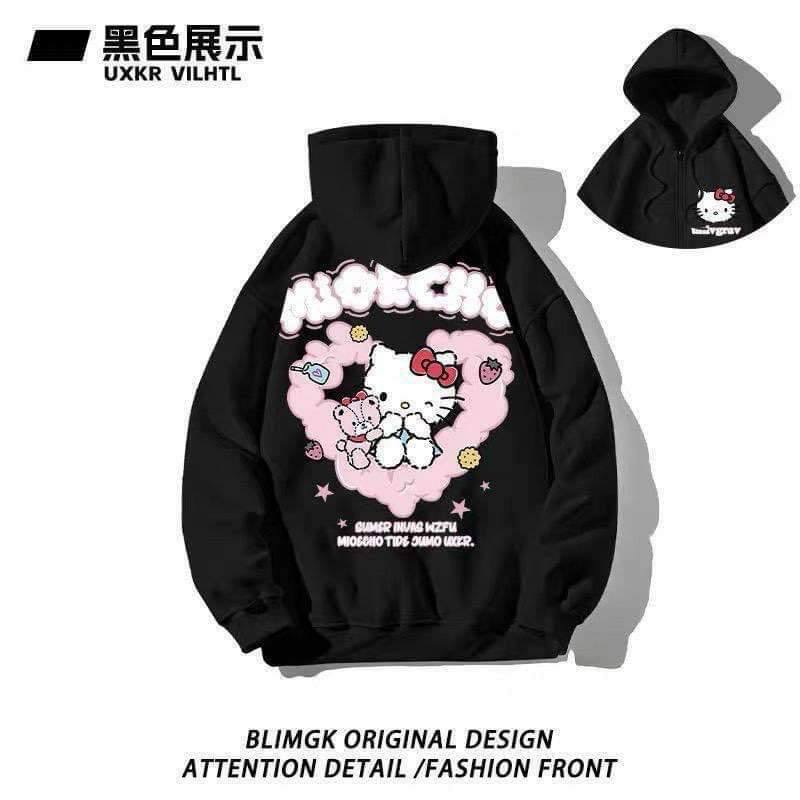 黑色展示
UXKR VILHTL
MIOECHO
SUMER INVAS WZFU
MIOECHO TIDE JUMO UXKR.
BLIMGK ORIGINAL DESIGN
ATTENTION DETAIL /FASHION FRONT